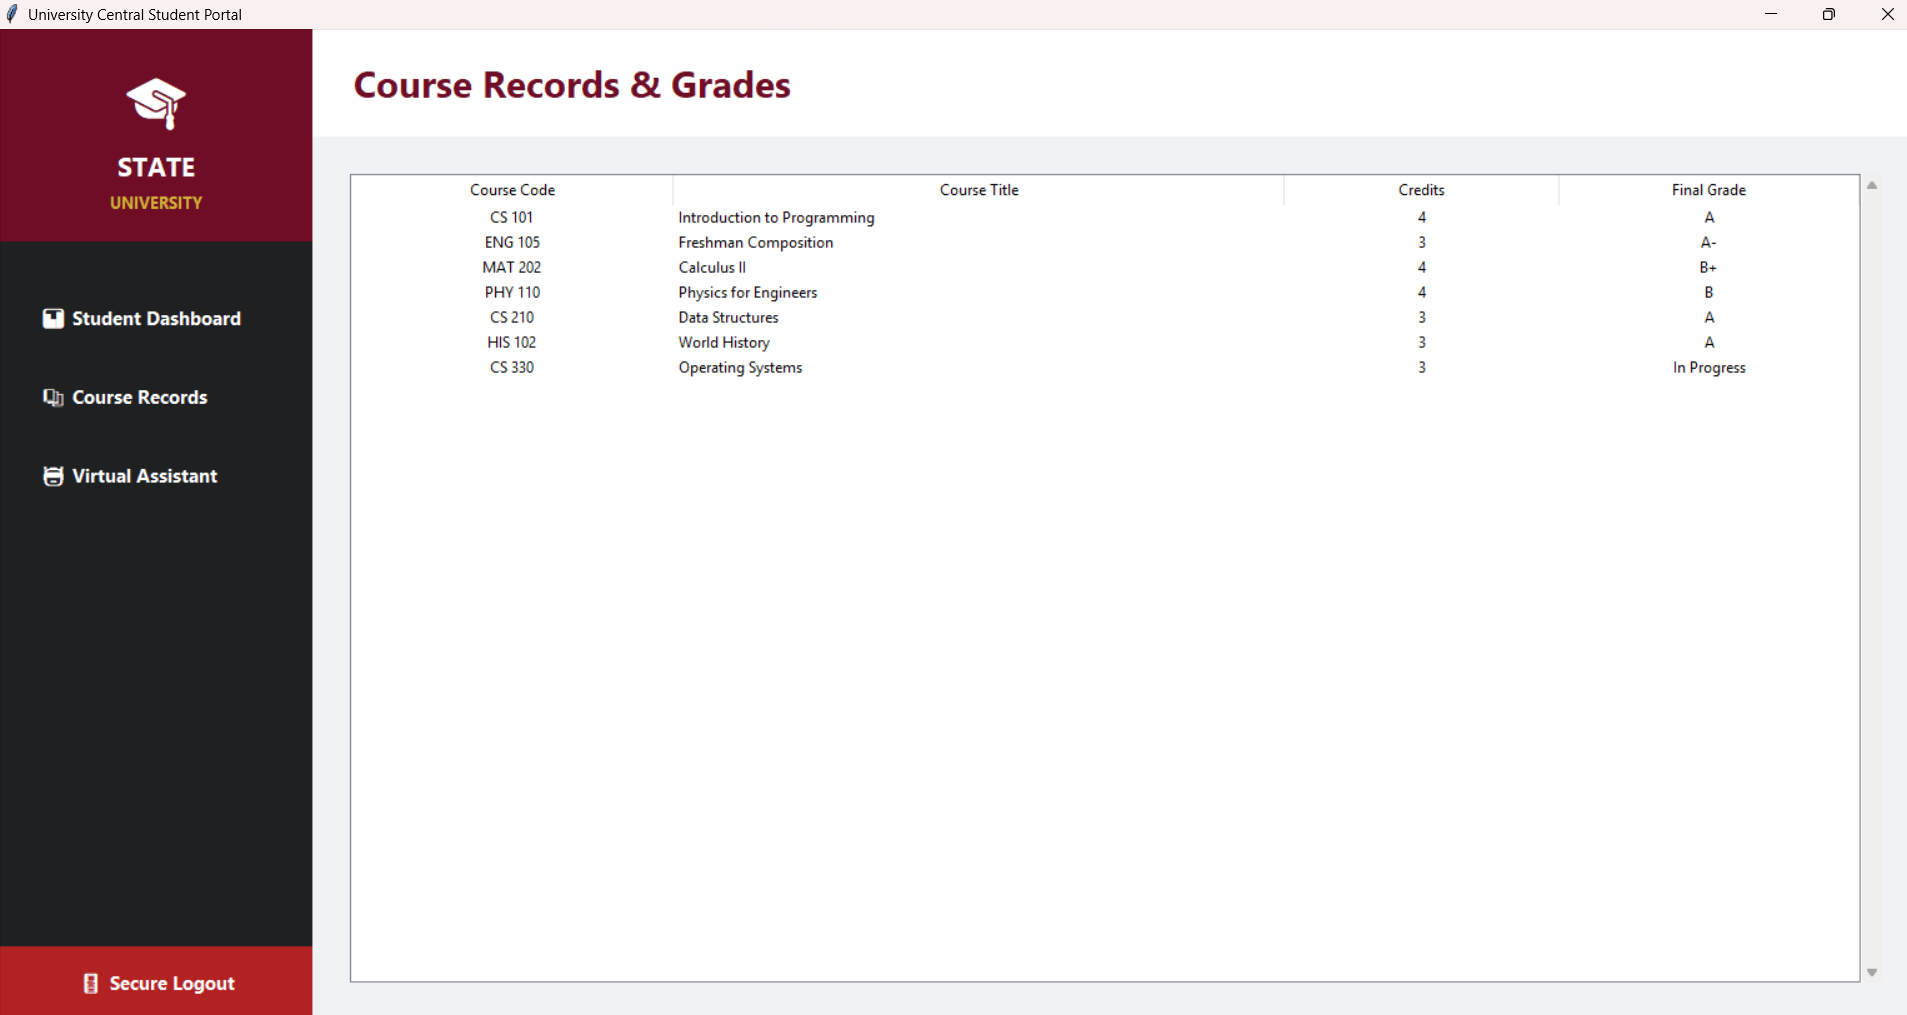 University Central Student Portal
STATE
UNIVERSITY
Student Dashboard
Course Records
Virtual Assistant
Secure Logout
Course Records & Grades
Course Code Course Title Credits Final Grade
CS 101 Introduction to Programming 4 A
ENG 105 Freshman Composition 3 A-
MAT 202 Calculus II 4 B+
PHY 110 Physics for Engineers 4 B
CS 210 Data Structures 3 A
HIS 102 World History 3 A
CS 330 Operating Systems 3 In Progress